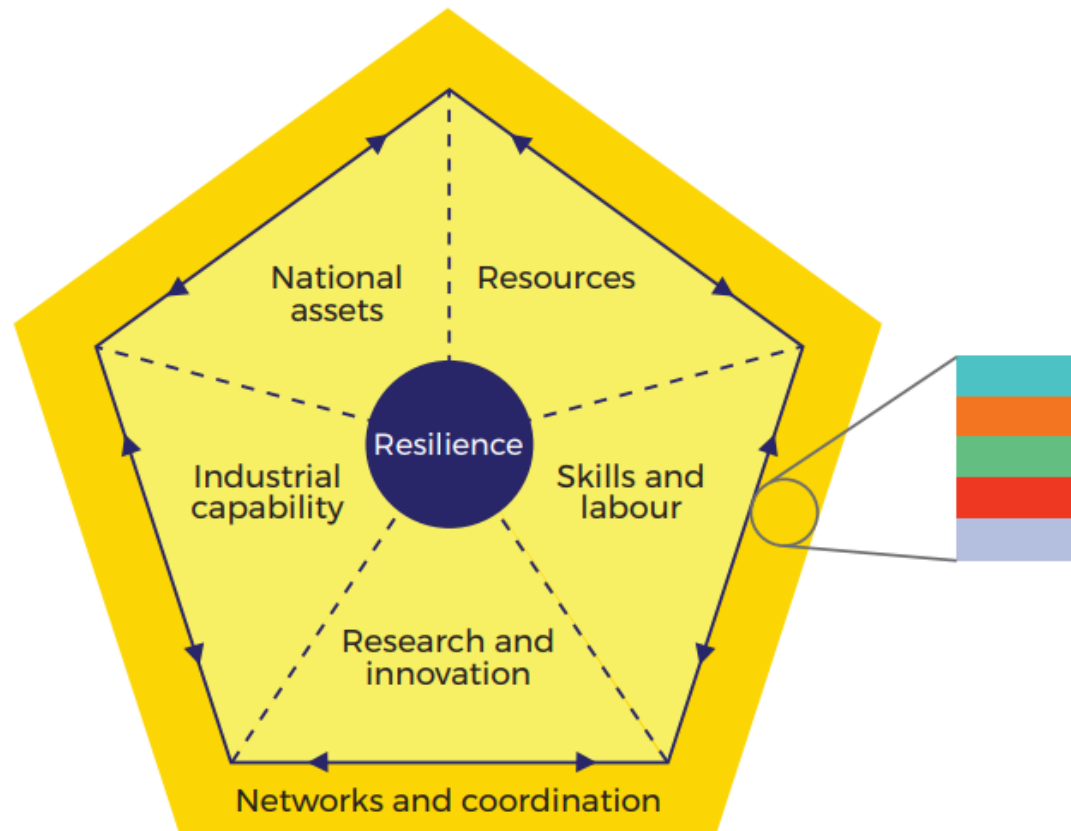 National
assets
Resources
Resilience
Industrial
capability
Skills and
labour
Research and
innovation
Networks and coordination